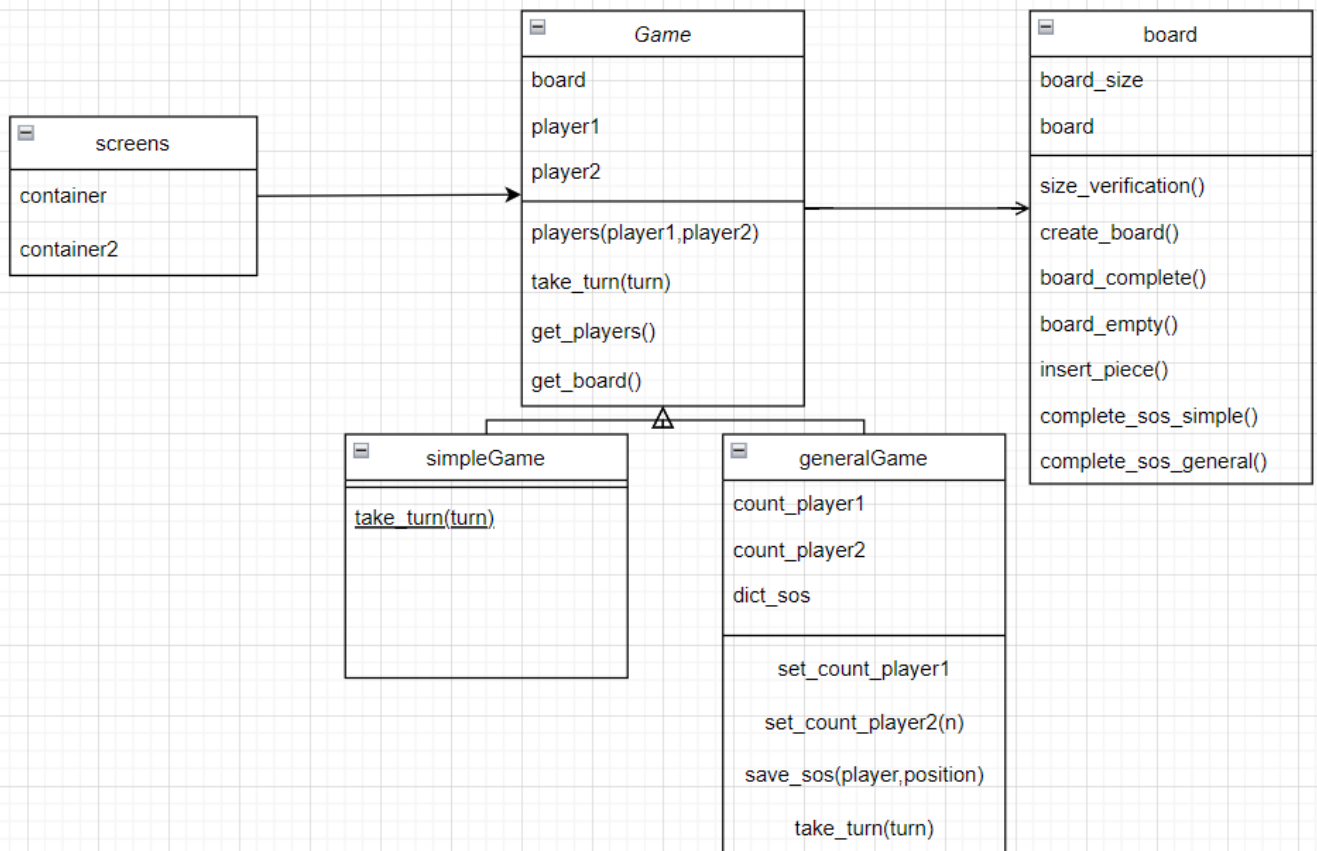 Game
board
player1
player2
players(player1,player2)
take_turn(turn)
get_players()
get_board()
board
board_size
board
size_verification()
create_board()
board_complete()
board_empty()
insert_piece()
complete_sos_simple()
complete_sos_general()
screens
container
container2
simpleGame
take_turn(turn)
generalGame
count_player1
count_player2
dict_sos
set_count_player1
set_count_player2(n)
save_sos(player,position)
take_turn(turn)